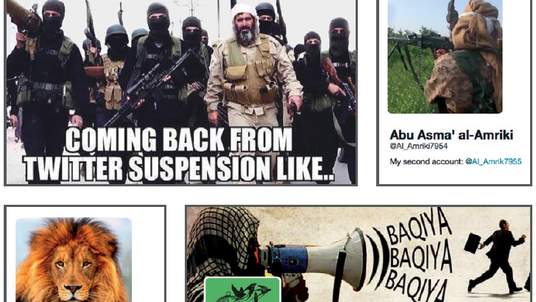 COMING BACK FROM
TWITTER SUSPENSION LIKE..
Abu Asma' al-Amriki
@Al_Amriki7954
My second account: @Al_Amrik7955
BAQIYA
BAQIYA
BAQIYA